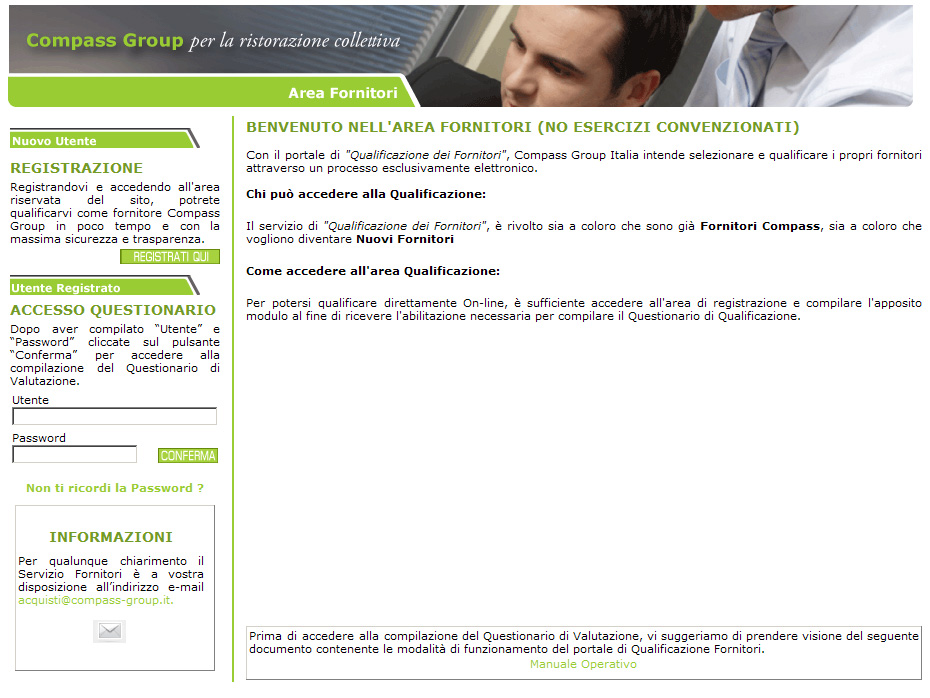 Compass Group per la ristorazione collettiva
Area Fornitori
Nuovo Utente
REGISTRAZIONE
Registrandovi e accedendo all'area
riservata del sito, potrete
qualificarvi come fornitore Compass
Group in poco tempo e con la
massima sicurezza e trasparenza.
REGISTRATI QUI
Utente Registrato
ACCESSO QUESTIONARIO
Dopo aver compilato “Utente” e
“Password” cliccate sul pulsante
“Conferma” per accedere alla
compilazione del Questionario di
Valutazione.
Utente
Password
CONFERMA
Non ti ricordi la Password ?
INFORMAZIONI
Per qualunque chiarimento il
Servizio Fornitori è a vostra
disposizione all’indirizzo e-mail
acquisti@compass-group.it.
BENVENUTO NELL'AREA FORNITORI (NO ESERCIZI CONVENZIONATI)
Con il portale di "Qualificazione dei Fornitori", Compass Group Italia intende selezionare e qualificare i propri fornitori
attraverso un processo esclusivamente elettronico.
Chi può accedere alla Qualificazione:
Il servizio di "Qualificazione dei Fornitori", è rivolto sia a coloro che sono già Fornitori Compass, sia a coloro che
vogliono diventare Nuovi Fornitori
Come accedere all'area Qualificazione:
Per potersi qualificare direttamente On-line, è sufficiente accedere all'area di registrazione e compilare l'apposito
modulo al fine di ricevere l'abilitazione necessaria per compilare il Questionario di Qualificazione.
Prima di accedere alla compilazione del Questionario di Valutazione, vi suggeriamo di prendere visione del seguente
documento contenente le modalità di funzionamento del portale di Qualificazione Fornitori.
Manuale Operativo